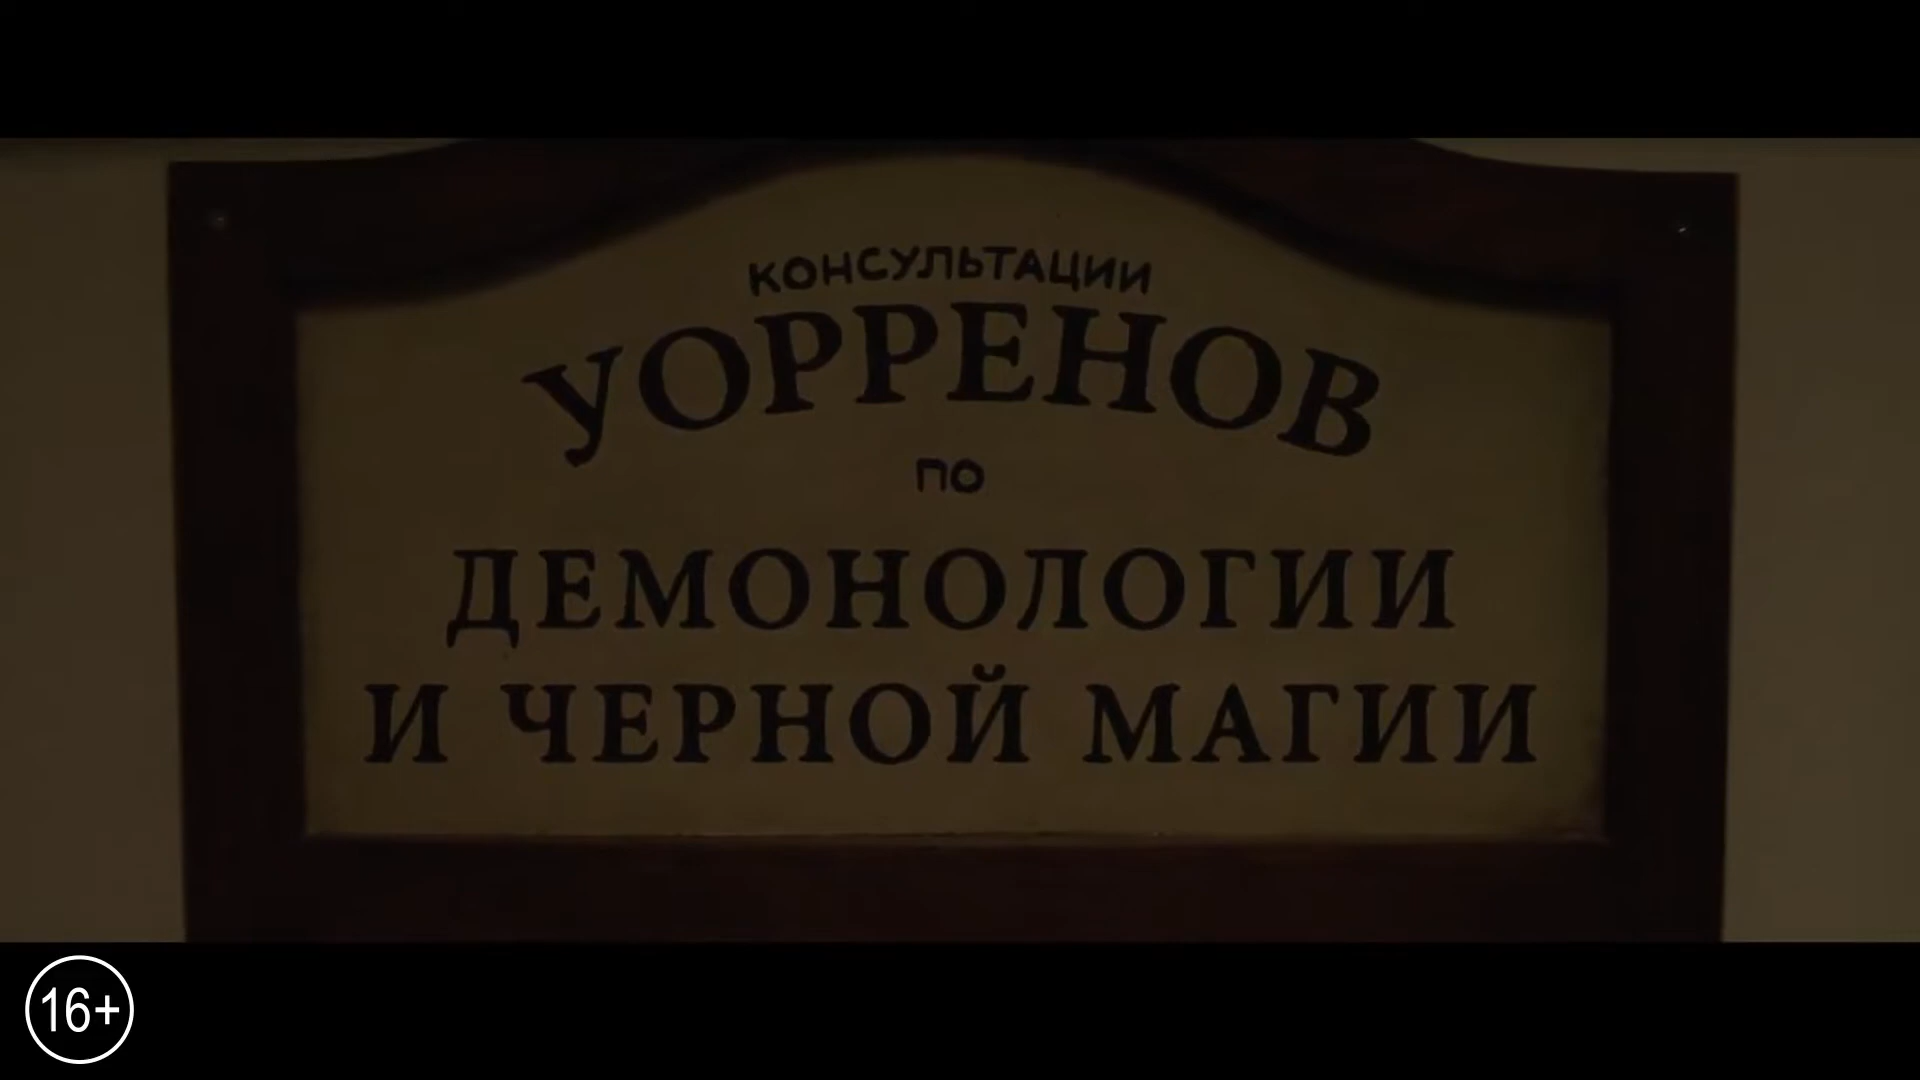 КОНСУЛЬТАЦИИ
УОРРЕНОВ
ПО
ДЕМОНОЛОГИИ
И ЧЕРНОЙ МАГИИ
16+